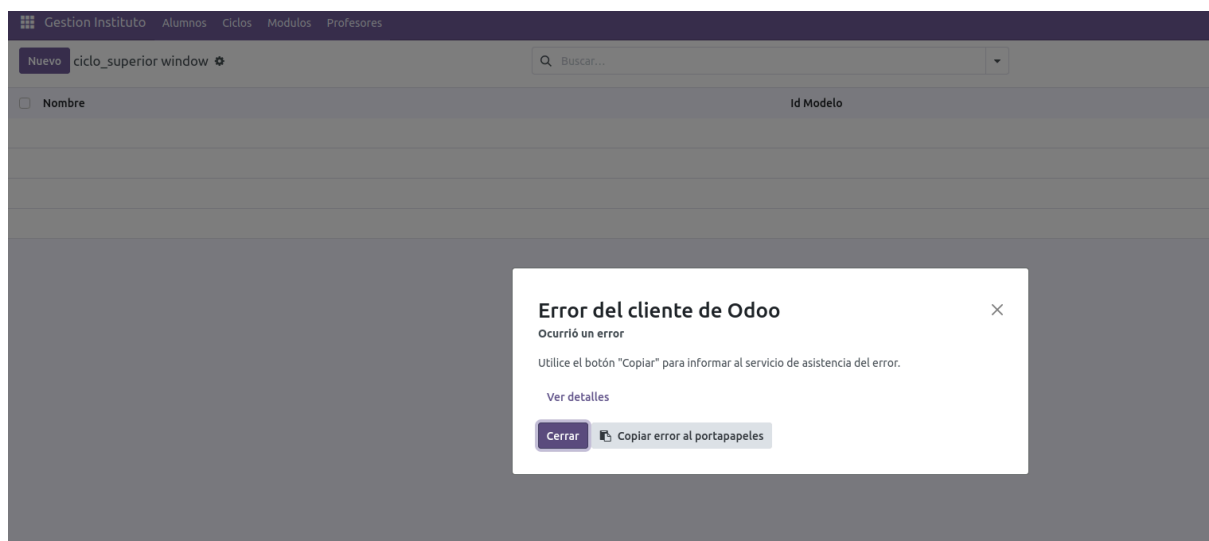 Gestion Instituto Alumnos Ciclos Modulos Profesores
Nuevo ciclo_superior window
Buscar...
Nombre Id Modelo
Error del cliente de Odoo
Ocurrió un error
Utilice el botón "Copiar" para informar al servicio de asistencia del error.
Ver detalles
Cerrar Copiar error al portapapeles